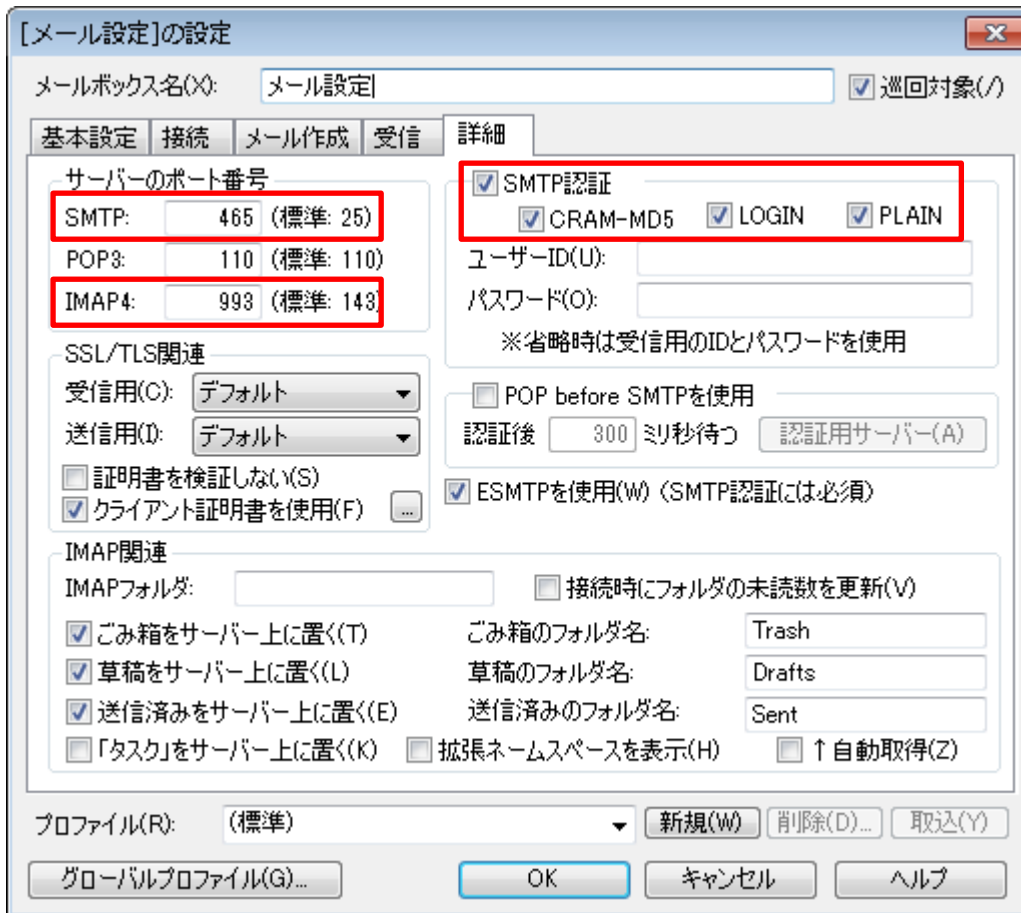 [メール設定]の設定
メールボックス名(X): メール設定 巡回対象(/)
基本設定 接続 メール作成 受信 詳細
サーバーのポート番号
SMTP: 465 (標準: 25)
POP3: 110 (標準: 110)
IMAP4: 993 (標準: 143)
SMTP認証
CRAM-MD5 LOGIN PLAIN
ユーザーID(U):
パスワード(O):
※省略時は受信用のIDとパスワードを使用
SSL/TLS関連
受信用(C): デフォルト
送信用(I): デフォルト
証明書を検証しない(S)
クライアント証明書を使用(F) ...
POP before SMTPを使用
認証後 300 ミリ秒待つ 認証用サーバー(A)
ESMTPを使用(W) (SMTP認証には必須)
IMAP関連
IMAPフォルダ: 接続時にフォルダの未読数を更新(V)
ごみ箱をサーバー上に置く(T) ごみ箱のフォルダ名: Trash
草稿をサーバー上に置く(L) 草稿のフォルダ名: Drafts
送信済みをサーバー上に置く(E) 送信済みのフォルダ名: Sent
「タスク」をサーバー上に置く(K) 拡張ネームスペースを表示(H) ↑自動取得(Z)
プロファイル(R): (標準) 新規(W) 削除(D)... 取込(Y)
グローバルプロファイル(G)... OK キャンセル ヘルプ